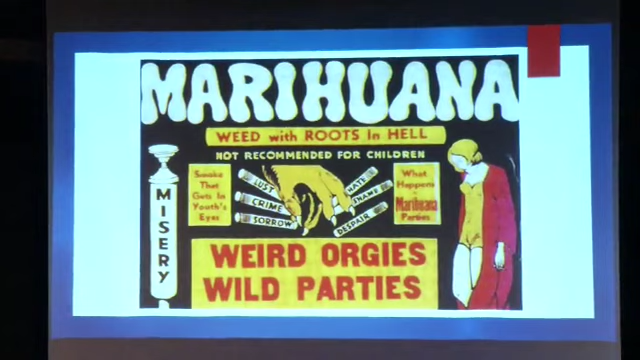 MARIHUANA
WEED with ROOTS In HELL
NOT RECOMMENDED FOR CHILDREN
MISERY
Smoke
That
Gets In
Youth's
Eyes
LUST
CRIME
SORROW
HATE
SHAME
DESPAIR
What
Happens
at
Marihuana
Parties
WEIRD ORGIES
WILD PARTIES